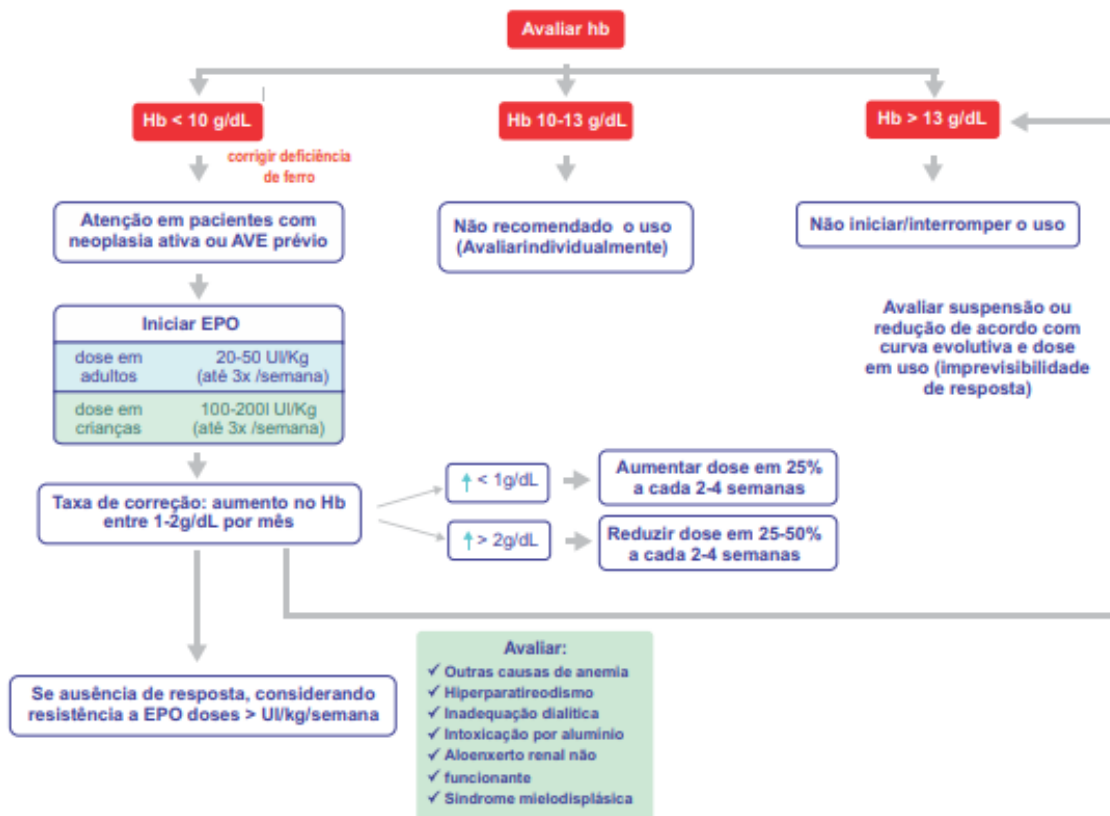 Avaliar hb
Hb < 10 g/dL
Hb 10-13 g/dL
Hb > 13 g/dL
corrigir deficiência
de ferro
Atenção em pacientes com
neoplasia ativa ou AVE prévio
Não recomendado o uso
(Avaliarindividualmente)
Não iniciar/interromper o uso
Iniciar EPO
dose em
adultos
20-50 UI/Kg
(até 3x /semana)
dose em
crianças
100-200I UI/Kg
(até 3x /semana)
Avaliar suspensão ou
redução de acordo com
curva evolutiva e dose
em uso (imprevisibilidade
de resposta)
Taxa de correção: aumento no Hb
entre 1-2g/dL por mês
↑ < 1g/dL
Aumentar dose em 25%
a cada 2-4 semanas
↑ > 2g/dL
Reduzir dose em 25-50%
a cada 2-4 semanas
Se ausência de resposta, considerando
resistência a EPO doses > UI/kg/semana
Avaliar:
✓ Outras causas de anemia
✓ Hiperparatireodismo
✓ Inadequação dialítica
✓ Intoxicação por alumínio
✓ Aloenxerto renal não
✓ funcionante
✓ Síndrome mielodisplásica